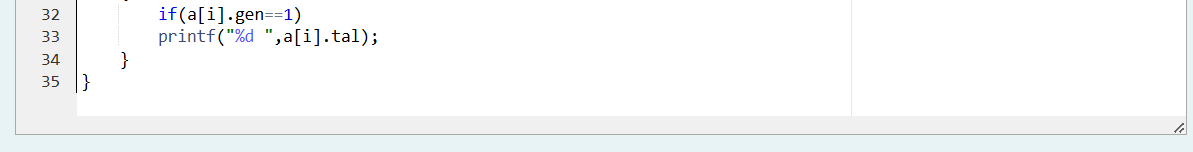 32 if(a[i].gen==1)
33 printf("%d ",a[i].tal);
34 }
35 }